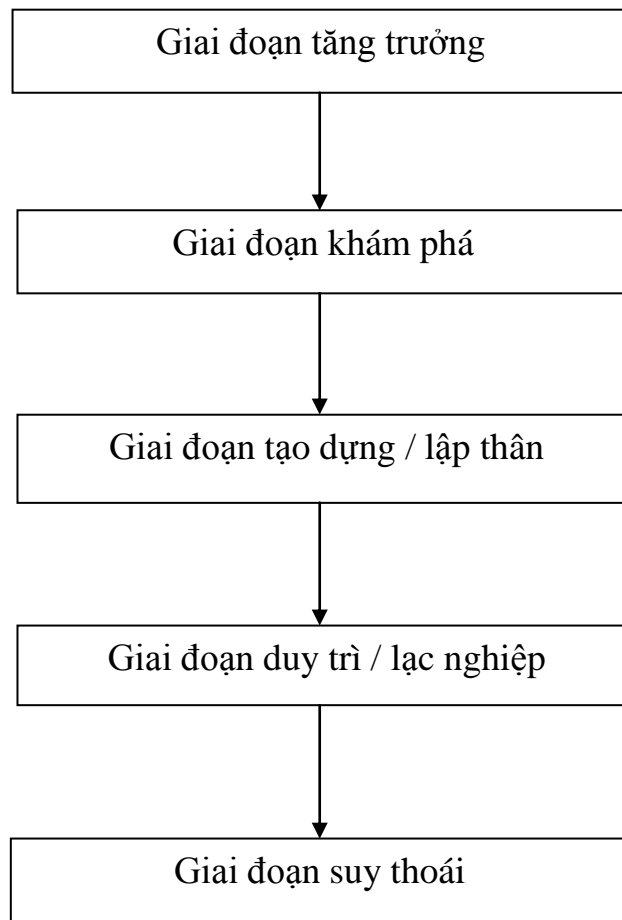 Giai đoạn tăng trưởng
Giai đoạn khám phá
Giai đoạn tạo dựng / lập thân
Giai đoạn duy trì / lạc nghiệp
Giai đoạn suy thoái